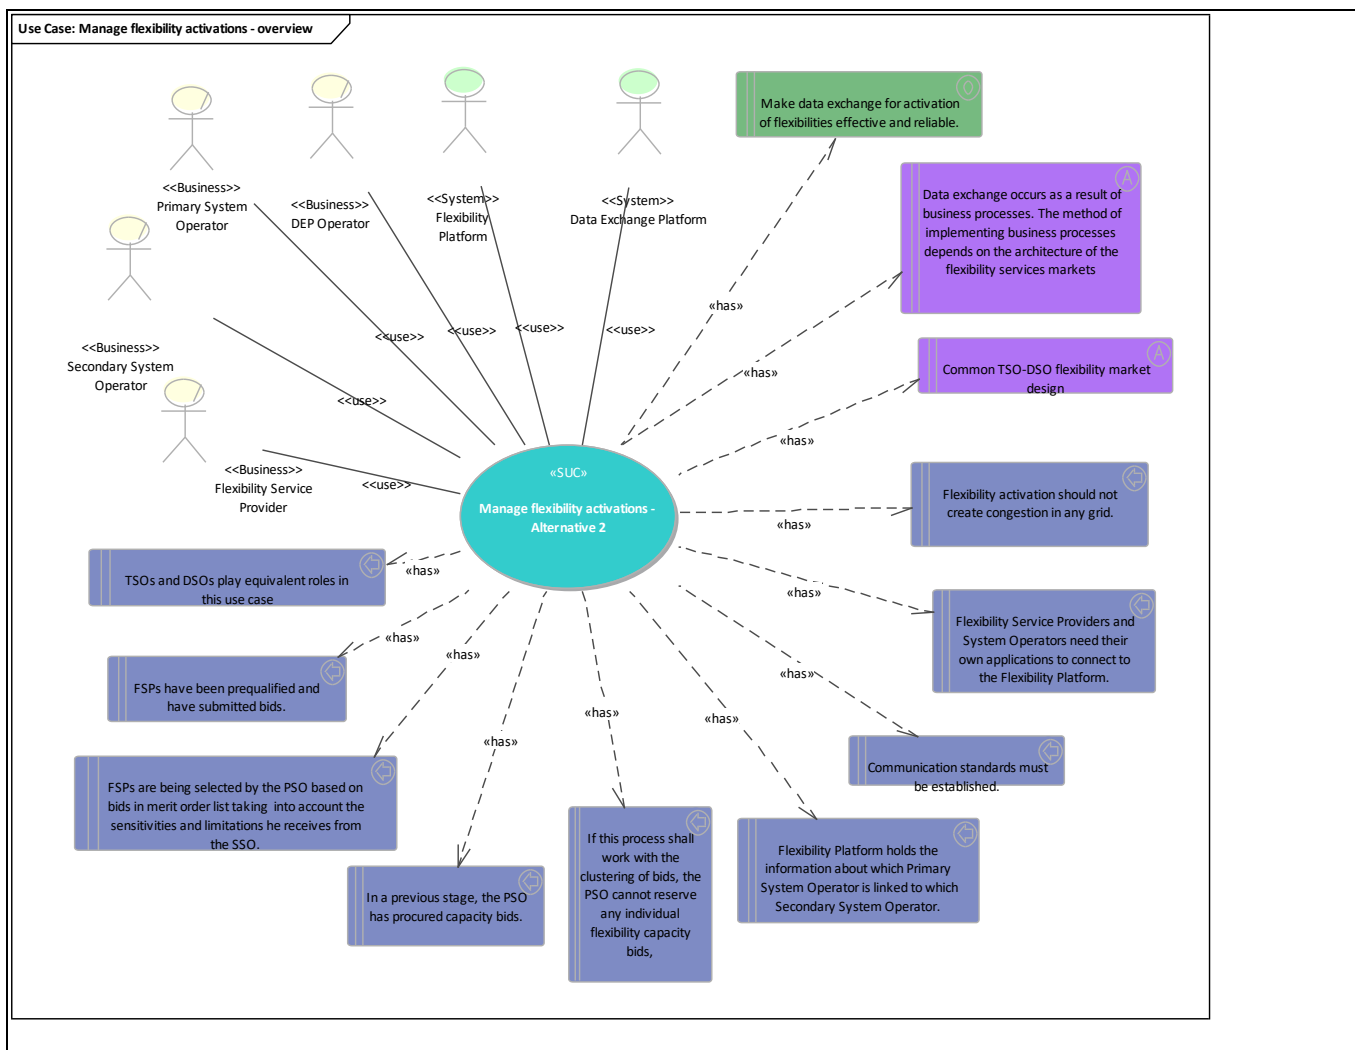 Use Case: Manage flexibility activations - overview
<<Business>>
Primary System
Operator
<<Business>>
DEP Operator
<<System>>
Flexibility
Platform
<<System>>
Data Exchange Platform
Make data exchange for activation
of flexibilities effective and reliable.
O
Data exchange occurs as a result of
business processes. The method of
implementing business processes
depends on the architecture of the
flexibility services markets
A
<<Business>>
Secondary System
Operator
<<Business>>
Flexibility Service
Provider
<<use>>
<<use>>
<<use>>
<<use>>
<<use>>
<<use>>
«has»
«has»
«has»
Common TSO-DSO flexibility market
design
A
«SUC»
Manage flexibility activations -
Alternative 2
«has»
Flexibility activation should not
create congestion in any grid.
«has»
TSOs and DSOs play equivalent roles in
this use case
«has»
Flexibility Service Providers and
System Operators need their
own applications to connect to
the Flexibility Platform.
«has»
FSPs have been prequalified and
have submitted bids.
«has»
FSPs are being selected by the PSO based on
bids in merit order list taking into account the
sensitivities and limitations he receives from
the SSO.
«has»
In a previous stage, the PSO
has procured capacity bids.
«has»
If this process shall
work with the
clustering of bids, the
PSO cannot reserve
any individual
flexibility capacity
bids,
«has»
Flexibility Platform holds the
information about which Primary
System Operator is linked to which
Secondary System Operator.
«has»
Communication standards must
be established.